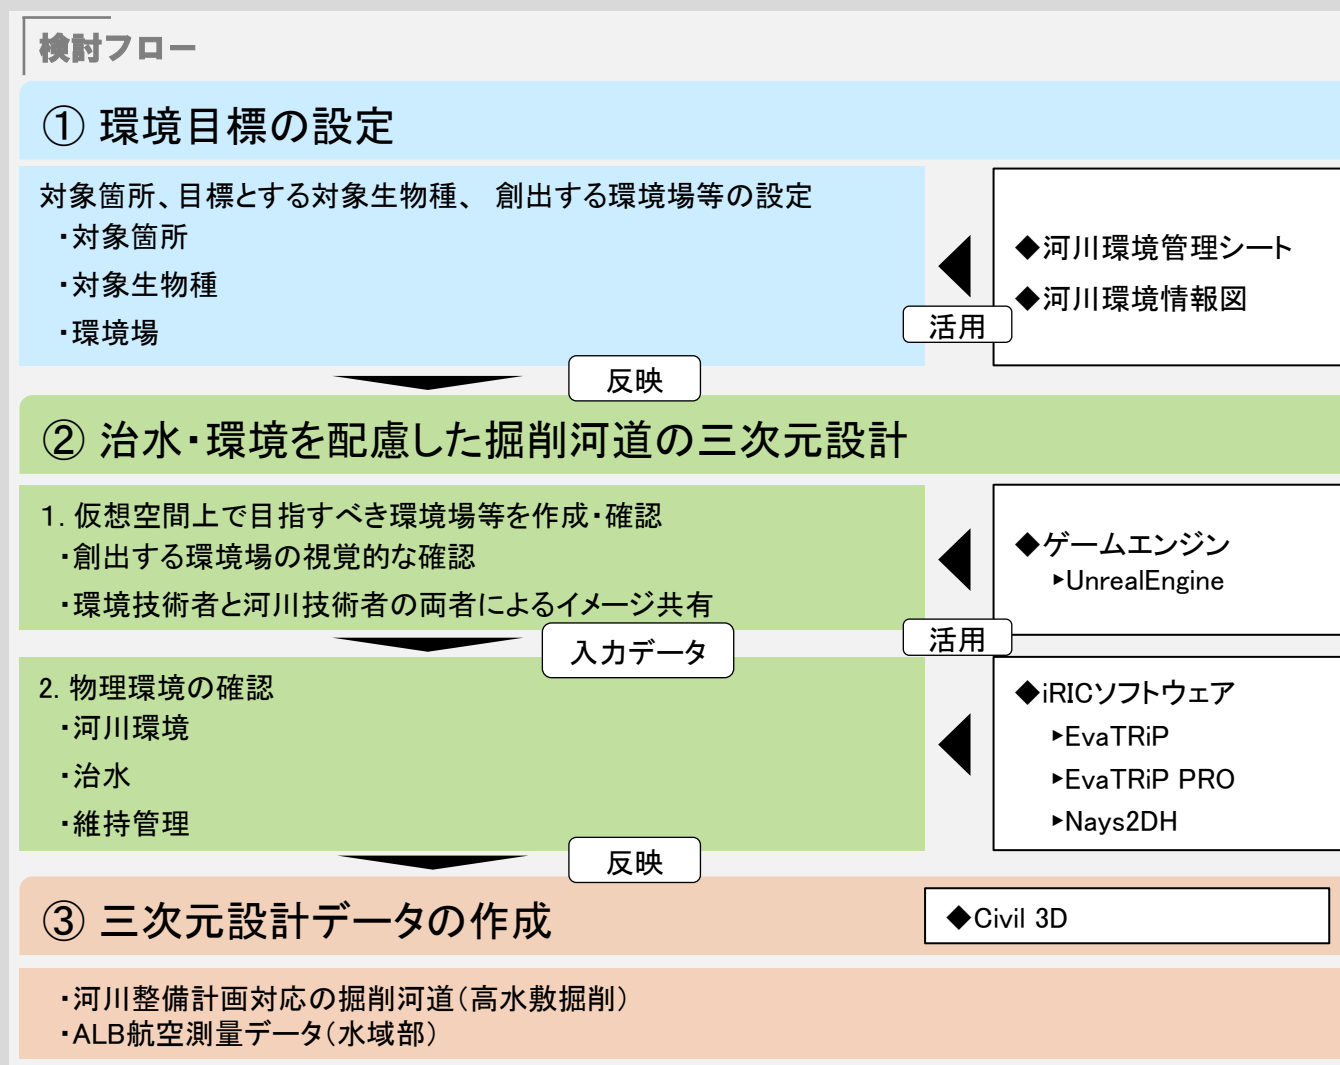 検討フロー
① 環境目標の設定
対象箇所、目標とする対象生物種、 創出する環境場等の設定
・対象箇所
・対象生物種
・環境場
◆河川環境管理シート
◆河川環境情報図
活用
反映
② 治水・環境を配慮した掘削河道の三次元設計
１．仮想空間上で目指すべき環境場等を作成・確認
・創出する環境場の視覚的な確認
・環境技術者と河川技術者の両者によるイメージ共有
◆ゲームエンジン
▸UnrealEngine
活用
入力データ
2. 物理環境の確認
・河川環境
・治水
・維持管理
◆iRICソフトウェア
▸EvaTRiP
▸EvaTRiP PRO
▸Nays2DH
反映
③ 三次元設計データの作成
◆Civil 3D
・河川整備計画対応の掘削河道（高水敷掘削）
・ALB航空測量データ（水域部）